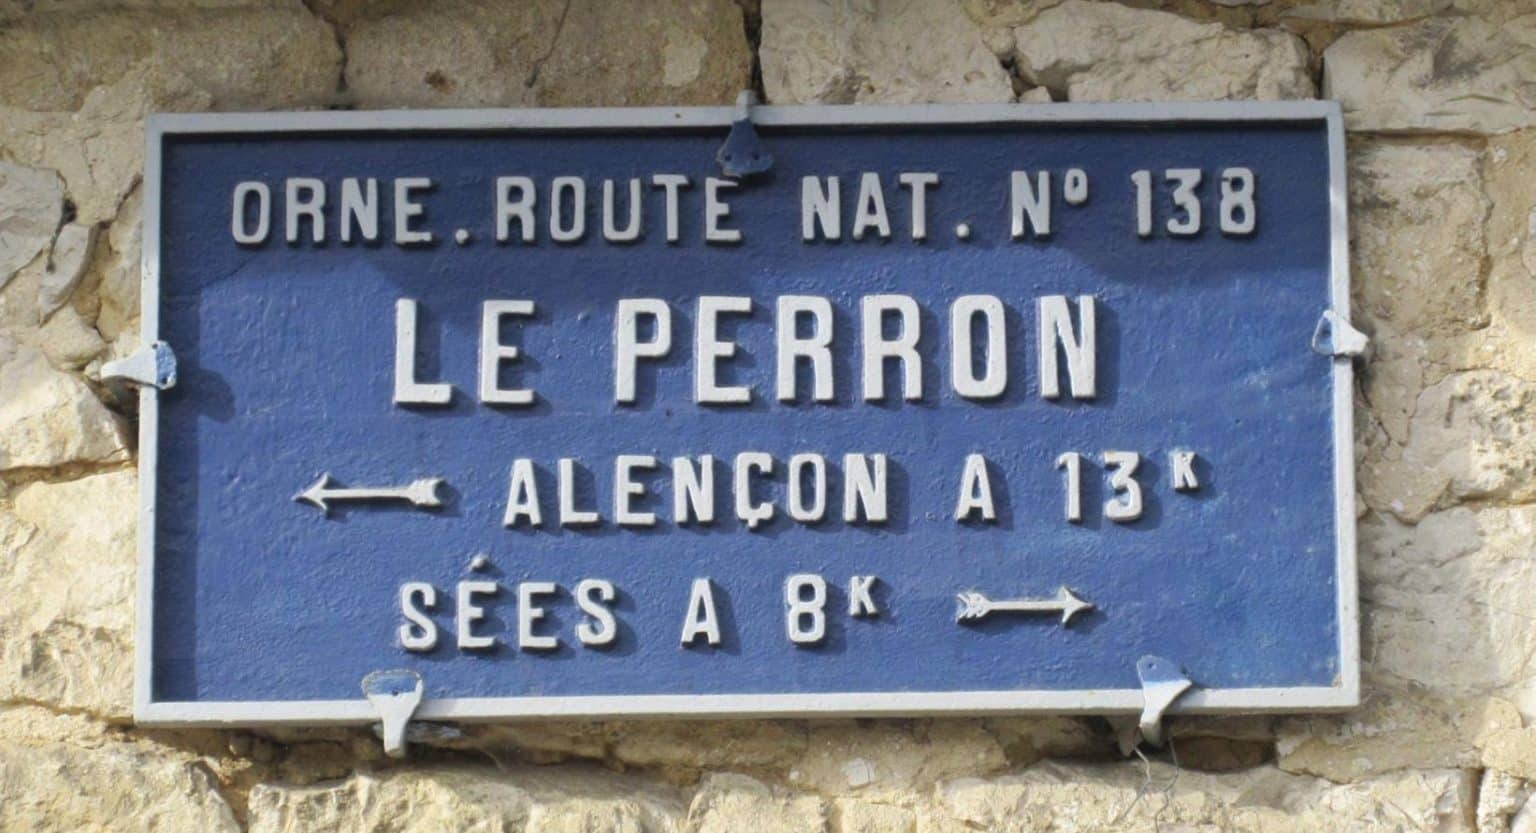 ORNE. ROUTE NAT. Nº 138
LE PERRON
← ALENÇON A 13ᴷ
SÉES A 8ᴷ →